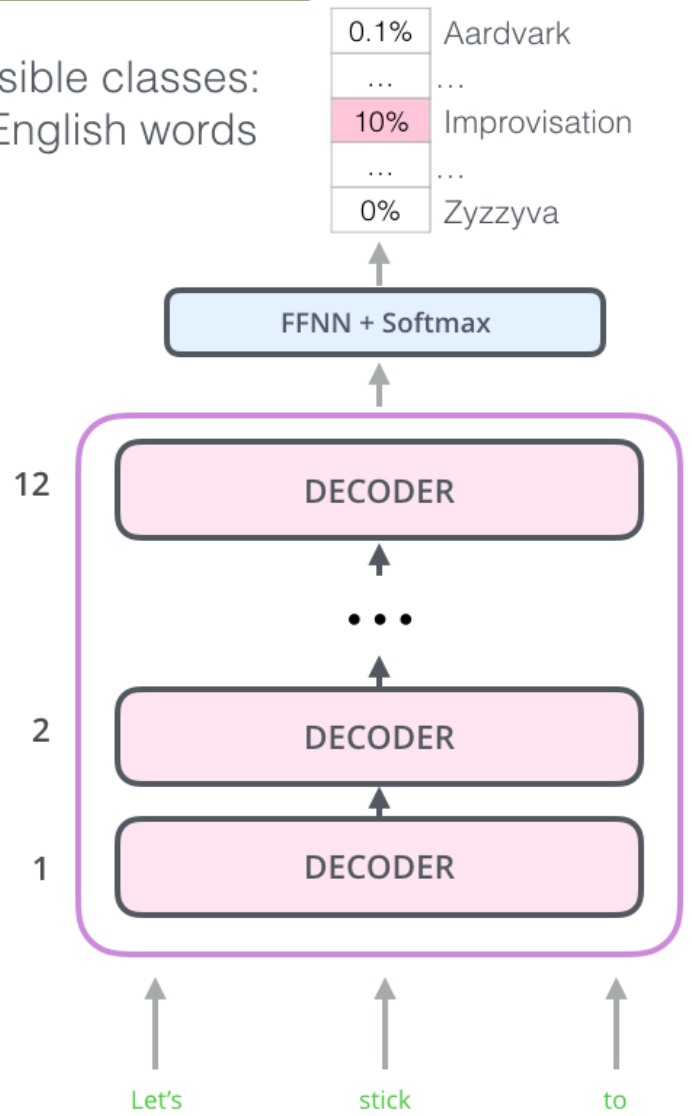 0.1% Aardvark
sible classes:
... ...
English words
10% Improvisation
... ...
0% Zyzzyva
FFNN + Softmax
12 DECODER
• • •
2 DECODER
1 DECODER
Let's stick to